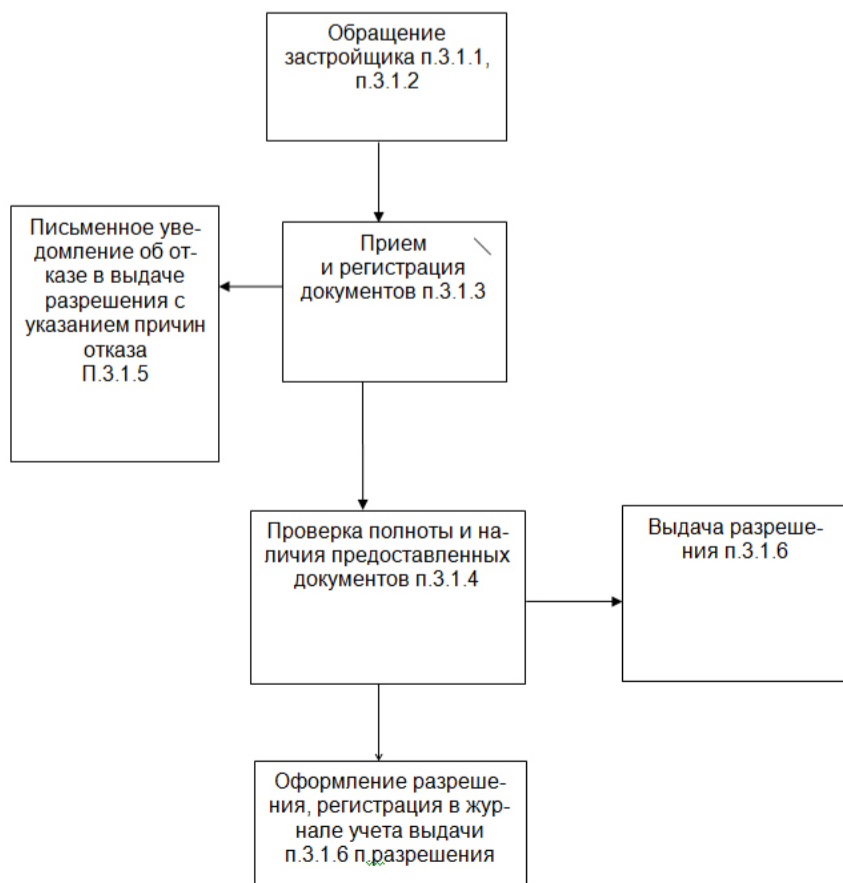 Обращение
застройщика п.3.1.1,
п.3.1.2
Письменное уве-
домление об от-
казе в выдаче
разрешения с
указанием причин
отказа
П.3.1.5
Прием
и регистрация
документов п.3.1.3
Проверка полноты и на-
личия предоставленных
документов п.3.1.4
Выдача разреше-
ния п.3.1.6
Оформление разреше-
ния, регистрация в жур-
нале учета выдачи
п.3.1.6 п.разрешения